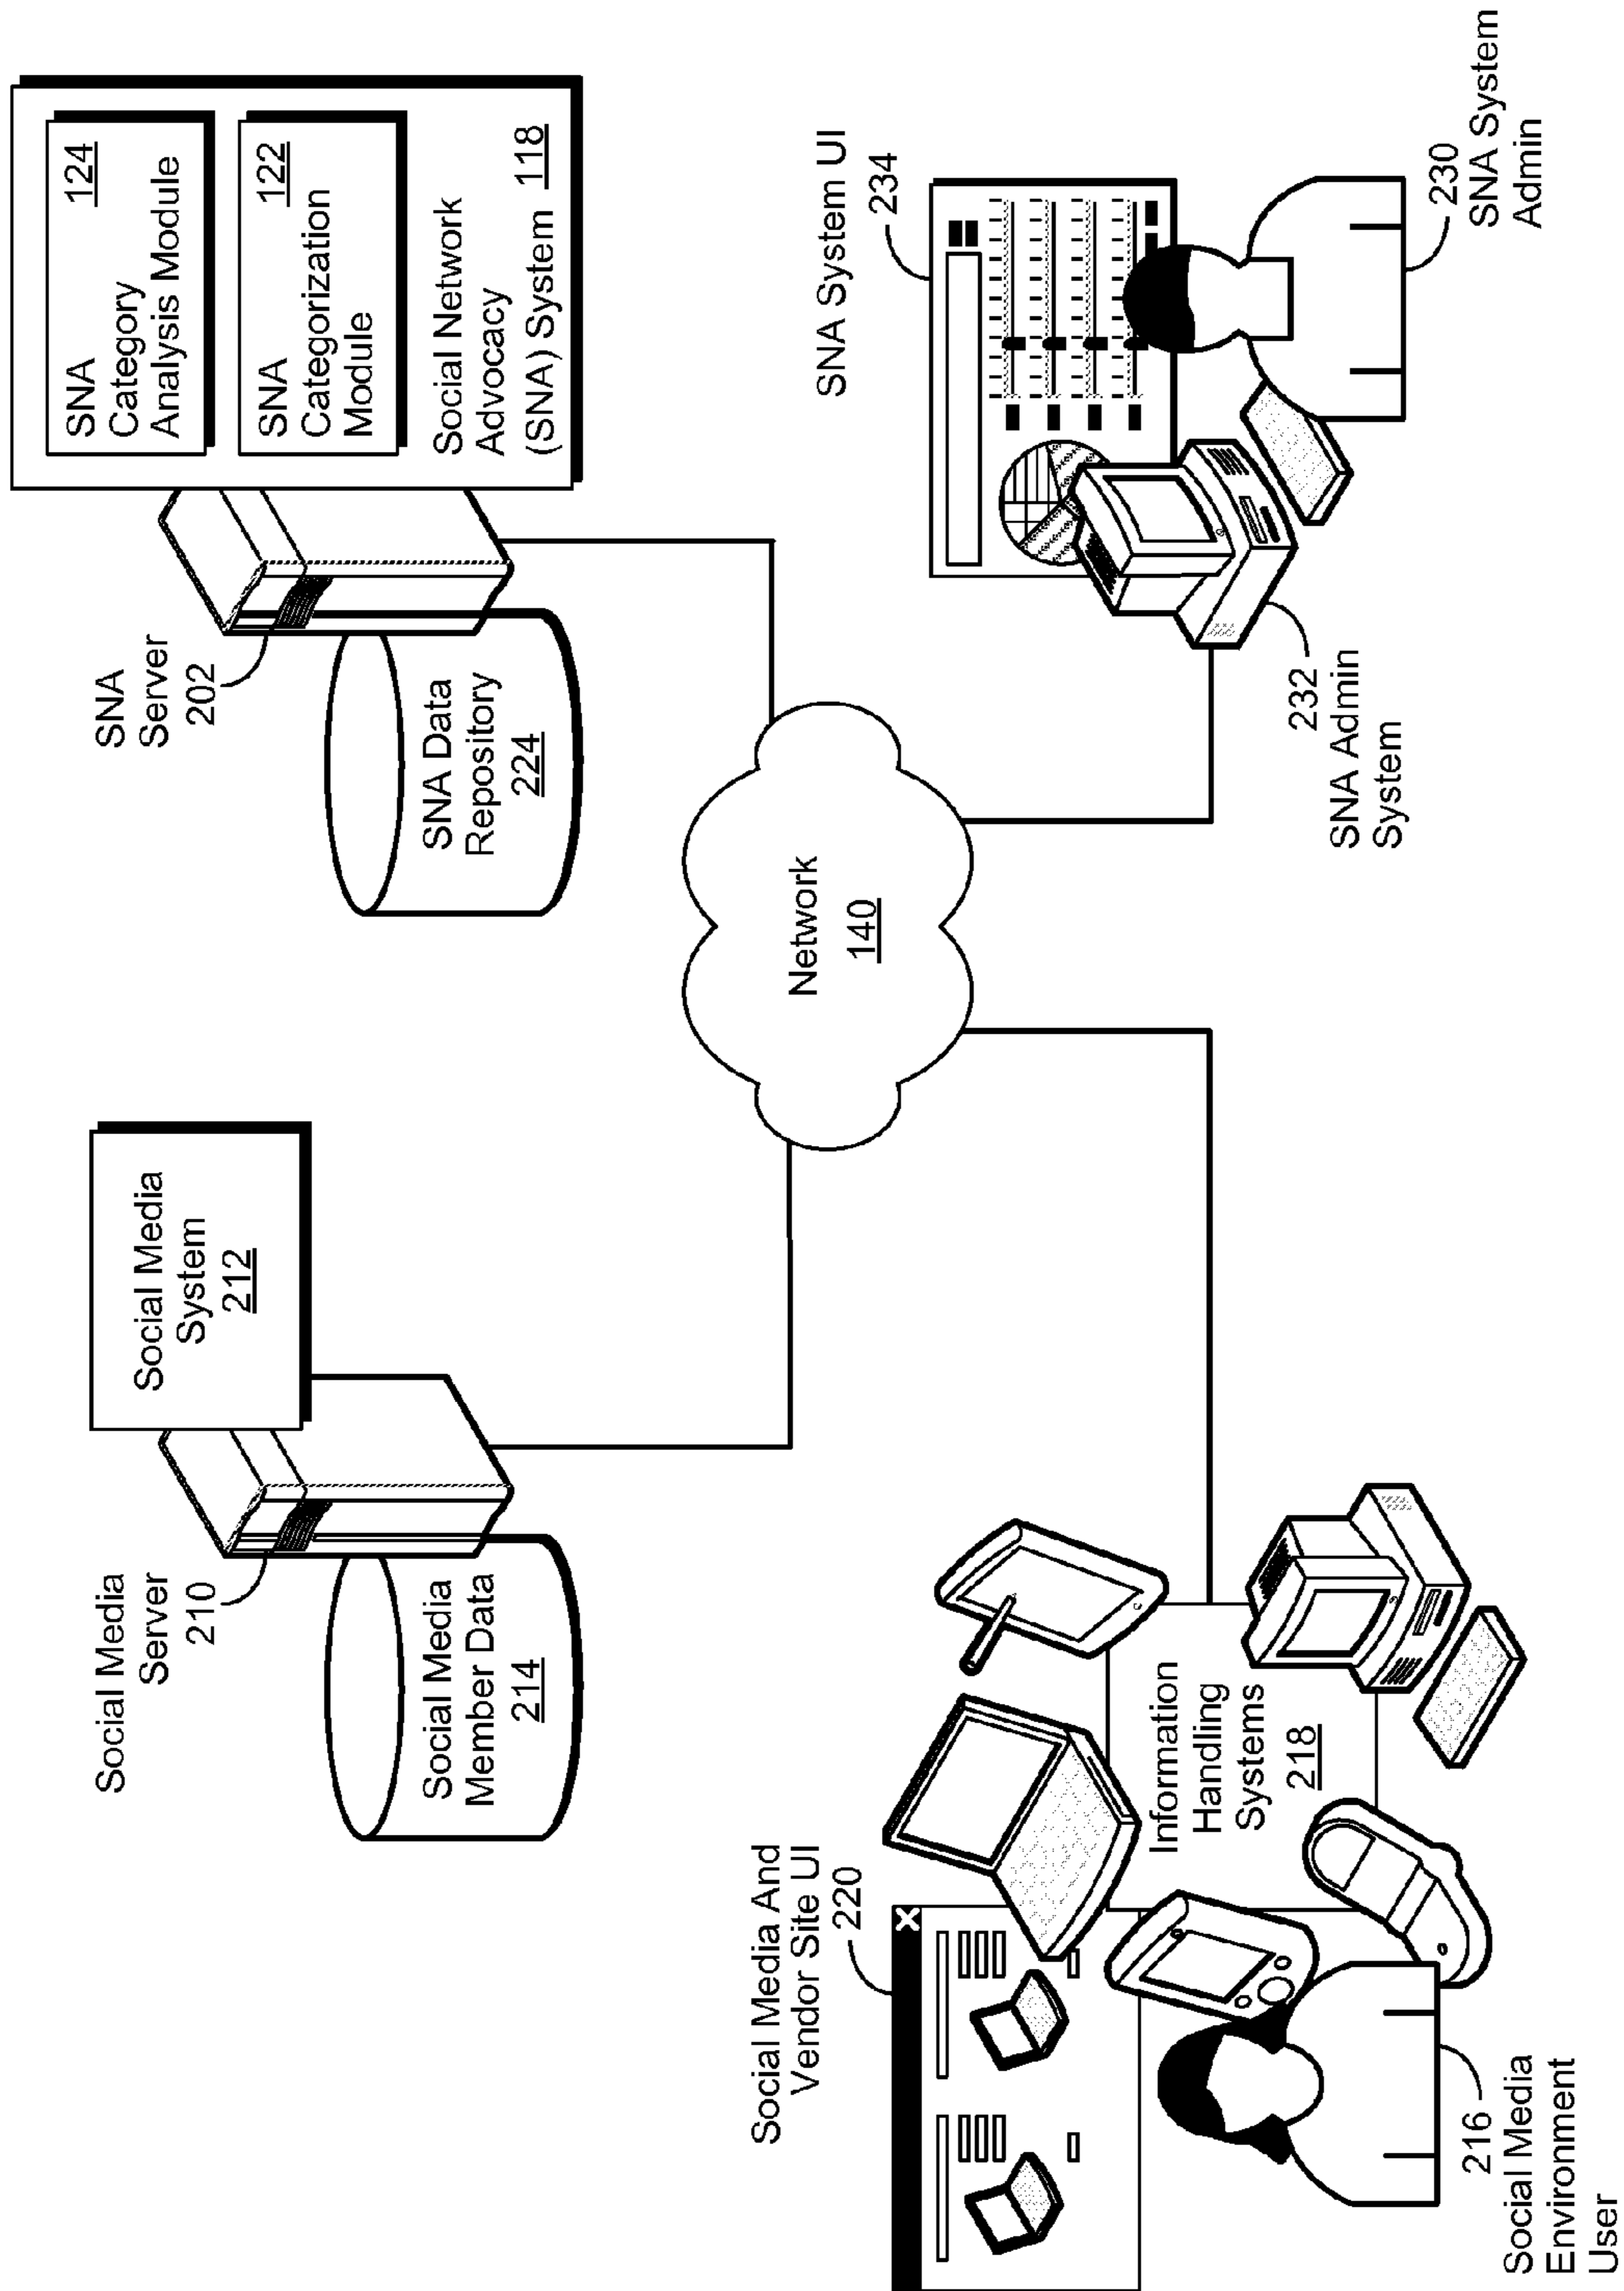 Social Media
Server
210
Social Media
System
212
Social Media
Member Data
214
SNA
Server
202
SNA Data
Repository
224
SNA
Category
Analysis Module
124
SNA
Categorization
Module
122
Social Network
Advocacy
(SNA) System 118
Network
140
Social Media And
Vendor Site UI
220
X
Information
Handling
Systems
218
216
Social Media
Environment
User
SNA System UI
234
232
SNA Admin
System
230
SNA System
Admin